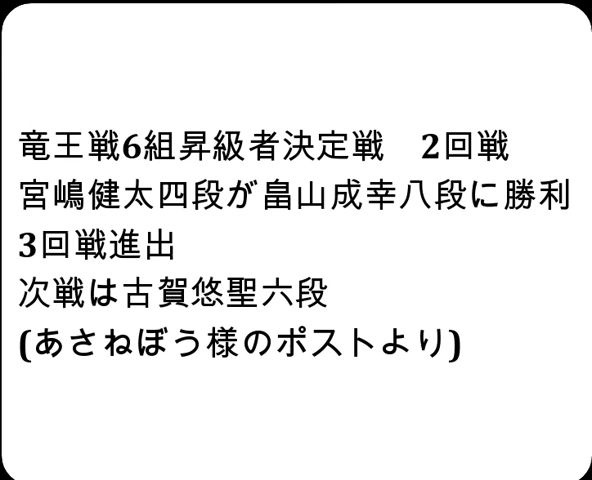 竜王戦6組昇級者決定戦　2回戦
宮嶋健太四段が畠山成幸八段に勝利
3回戦進出
次戦は古賀悠聖六段
(あさねぼう様のポストより)